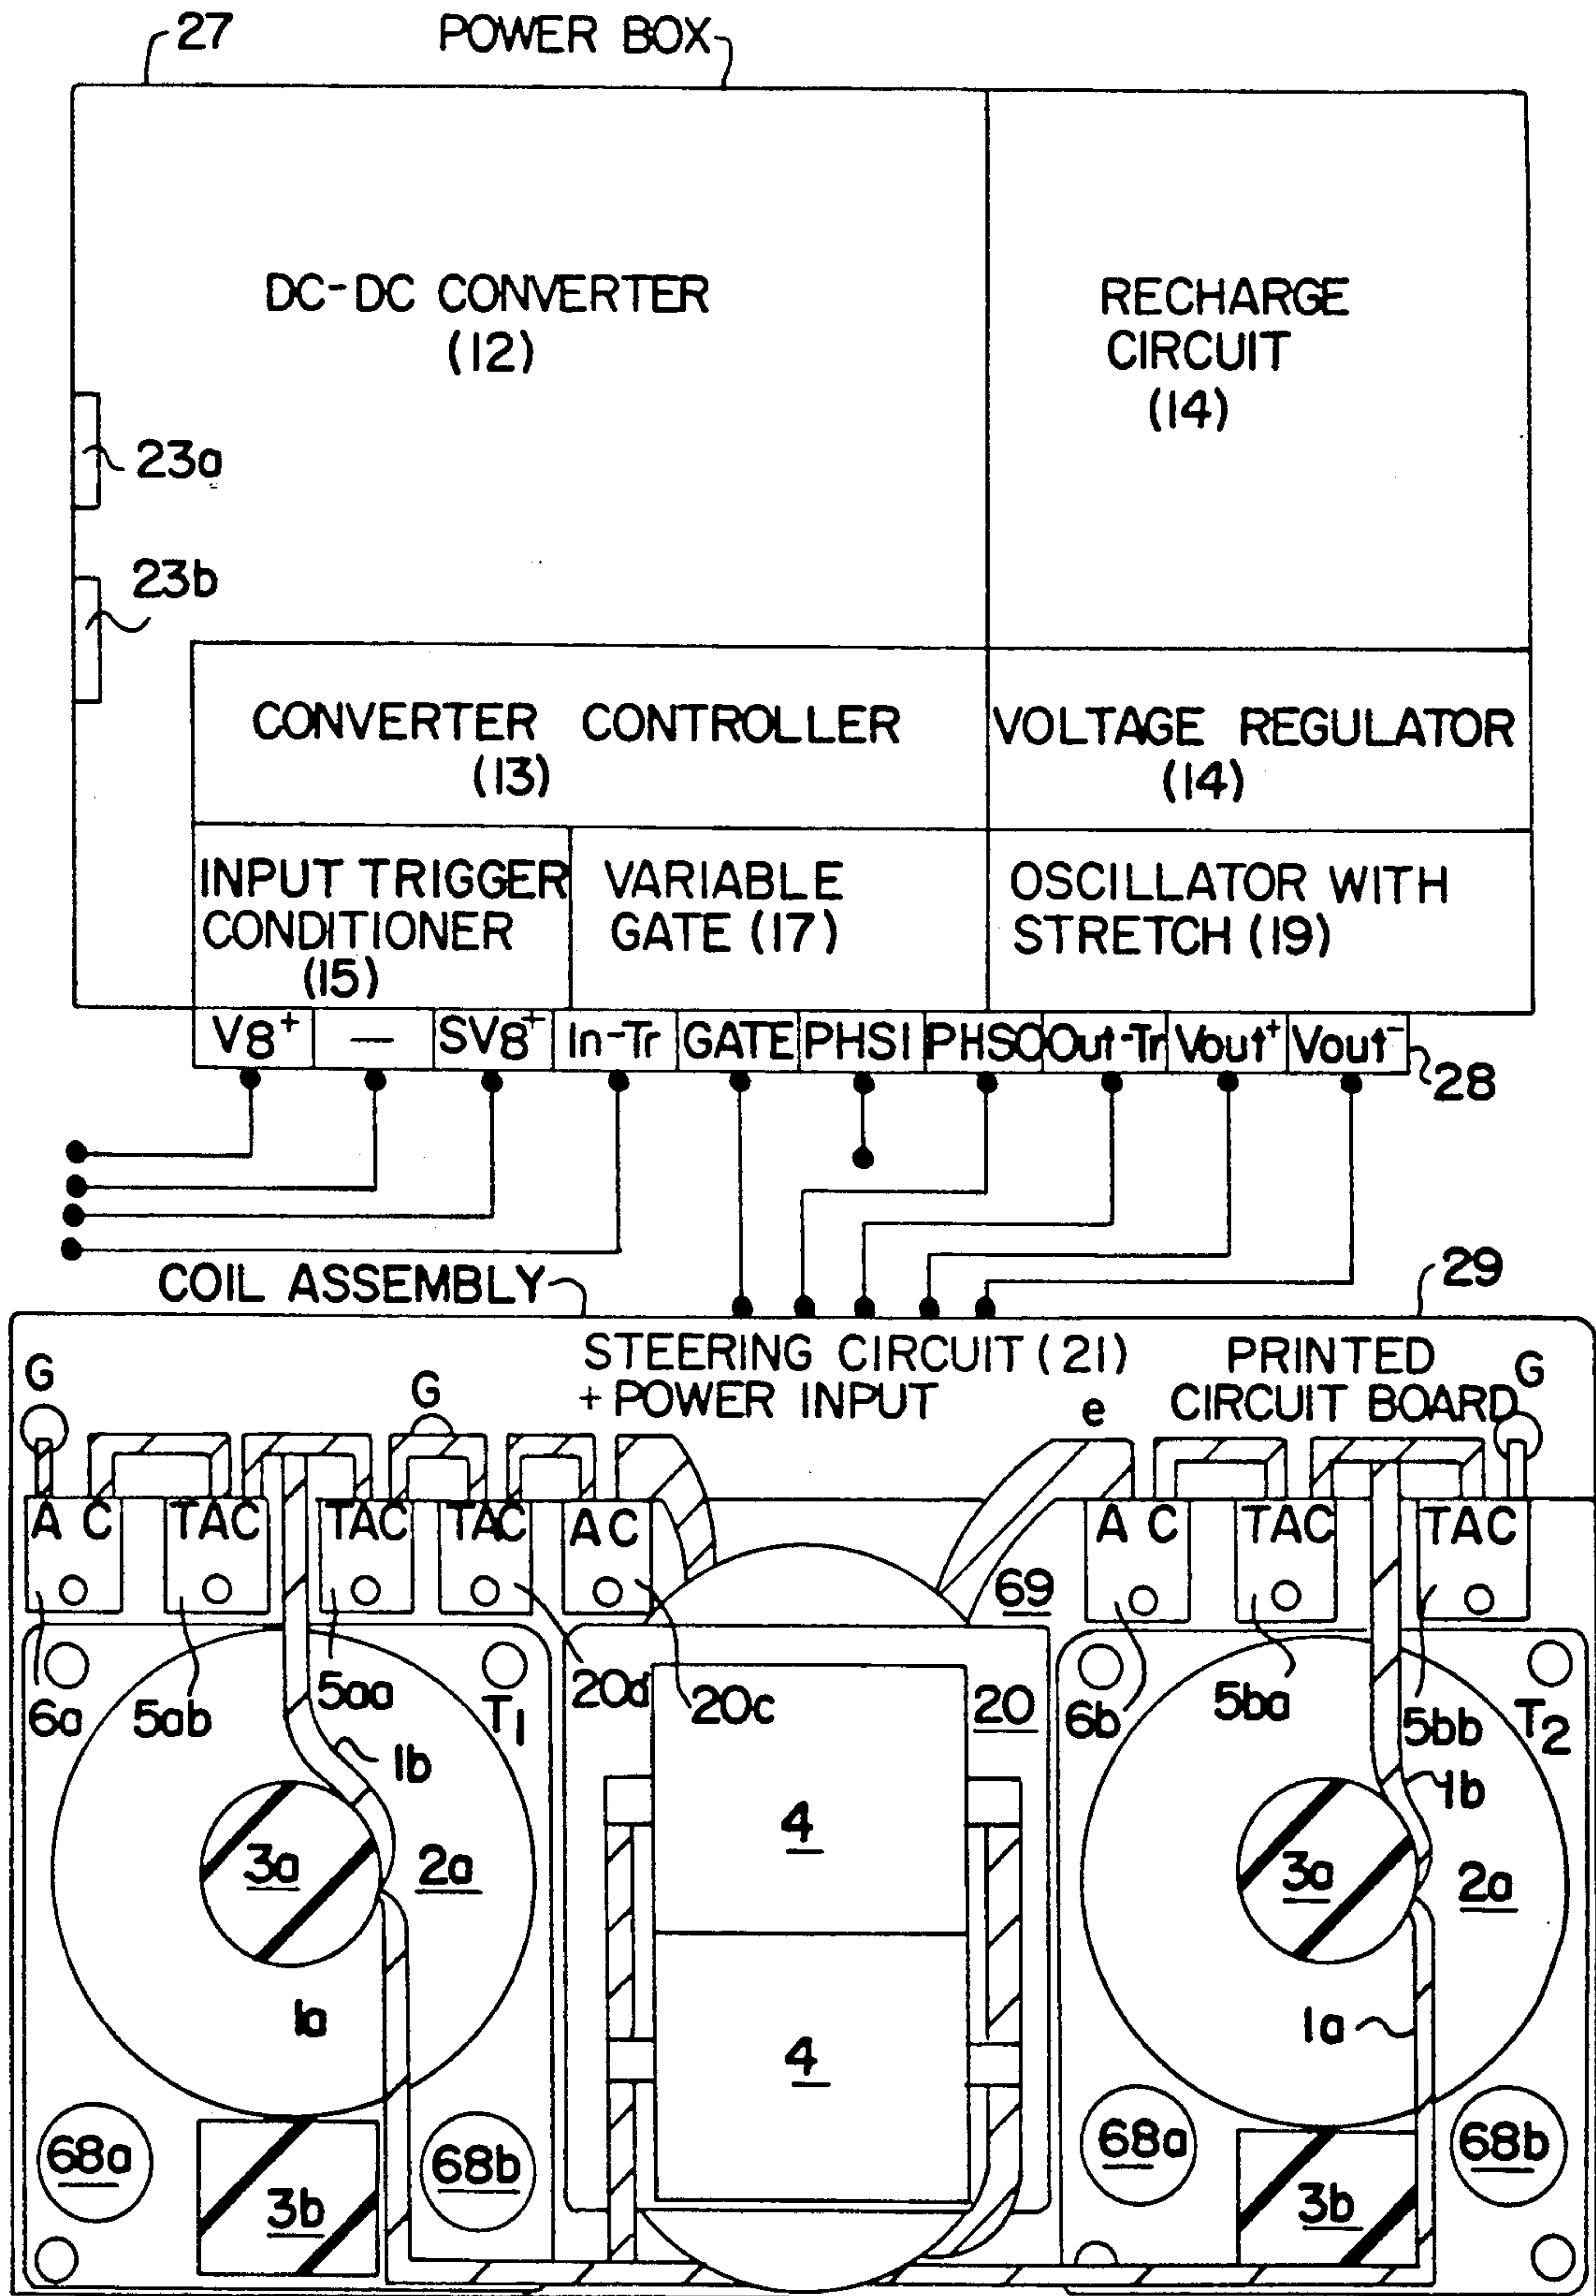 27
POWER BOX
DC-DC CONVERTER
(12)
RECHARGE
CIRCUIT
(14)
23a
23b
CONVERTER CONTROLLER
(13)
VOLTAGE REGULATOR
(14)
INPUT TRIGGER
CONDITIONER
(15)
VARIABLE
GATE (17)
OSCILLATOR WITH
STRETCH (19)
V8+ — SV8+ In-Tr GATE PHSI PHSO Out-Tr Vout+ Vout-
28
COIL ASSEMBLY
29
STEERING CIRCUIT (21)
+ POWER INPUT
PRINTED
CIRCUIT BOARD
G
G
e
G
A C TAC TAC TAC A C A C TAC TAC
69
6a 5ab 5aa T1 20d 20c 20 6b 5ba 5bb T2
1b
1b
3a 2a 4 3a 2a
1a
1a
4
68a 68b 68a 68b
3b 3b